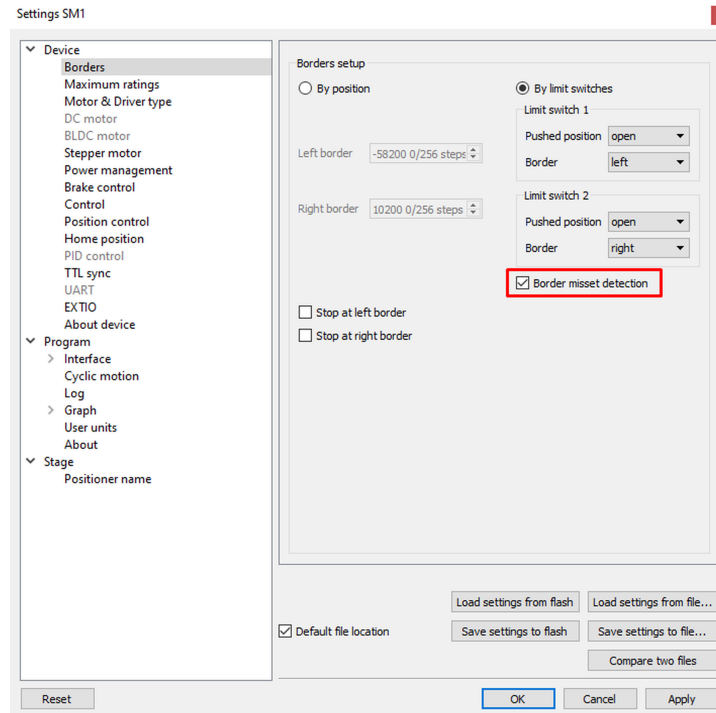 Settings SM1
Device
Borders
Maximum ratings
Motor & Driver type
DC motor
BLDC motor
Stepper motor
Power management
Brake control
Control
Position control
Home position
PID control
TTL sync
UART
EXTIO
About device
Program
Interface
Cyclic motion
Log
Graph
User units
About
Stage
Positioner name
Borders setup
By position
By limit switches
Limit switch 1
Pushed position open
Border left
Left border -58200 0/256 steps
Right border 10200 0/256 steps
Limit switch 2
Pushed position open
Border right
Border misset detection
Stop at left border
Stop at right border
Load settings from flash Load settings from file...
Default file location Save settings to flash Save settings to file...
Compare two files
Reset OK Cancel Apply